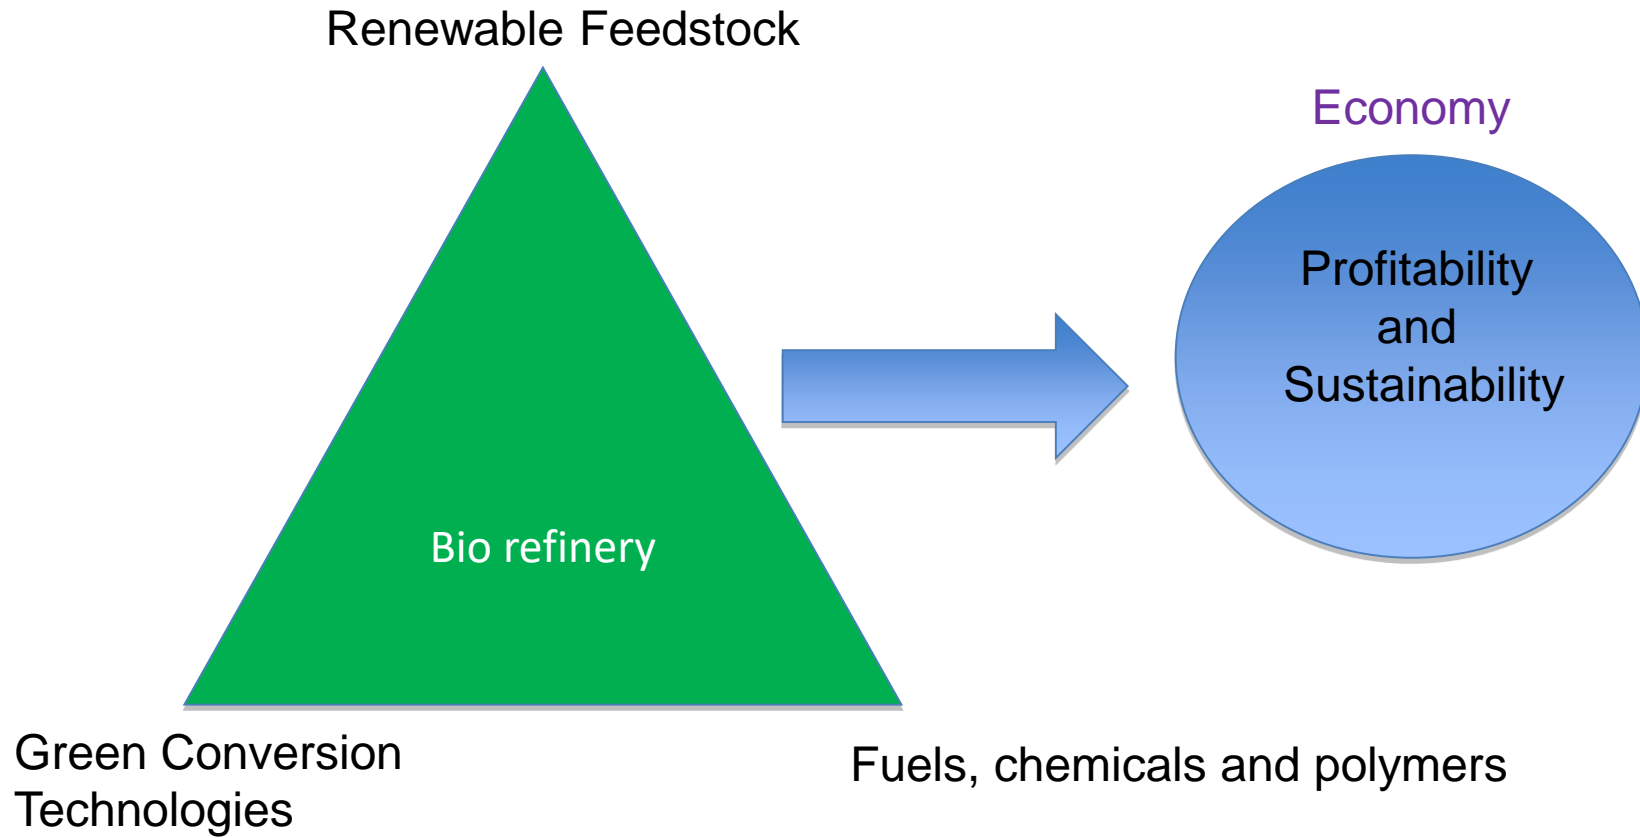 Renewable Feedstock
Economy
Profitability
and
Sustainability
Bio refinery
Green Conversion
Technologies
Fuels, chemicals and polymers